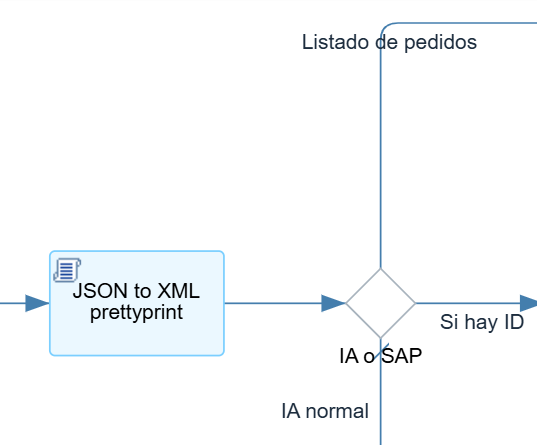 Listado de pedidos
JSON to XML
prettyprint
Si hay ID
IA o SAP
IA normal